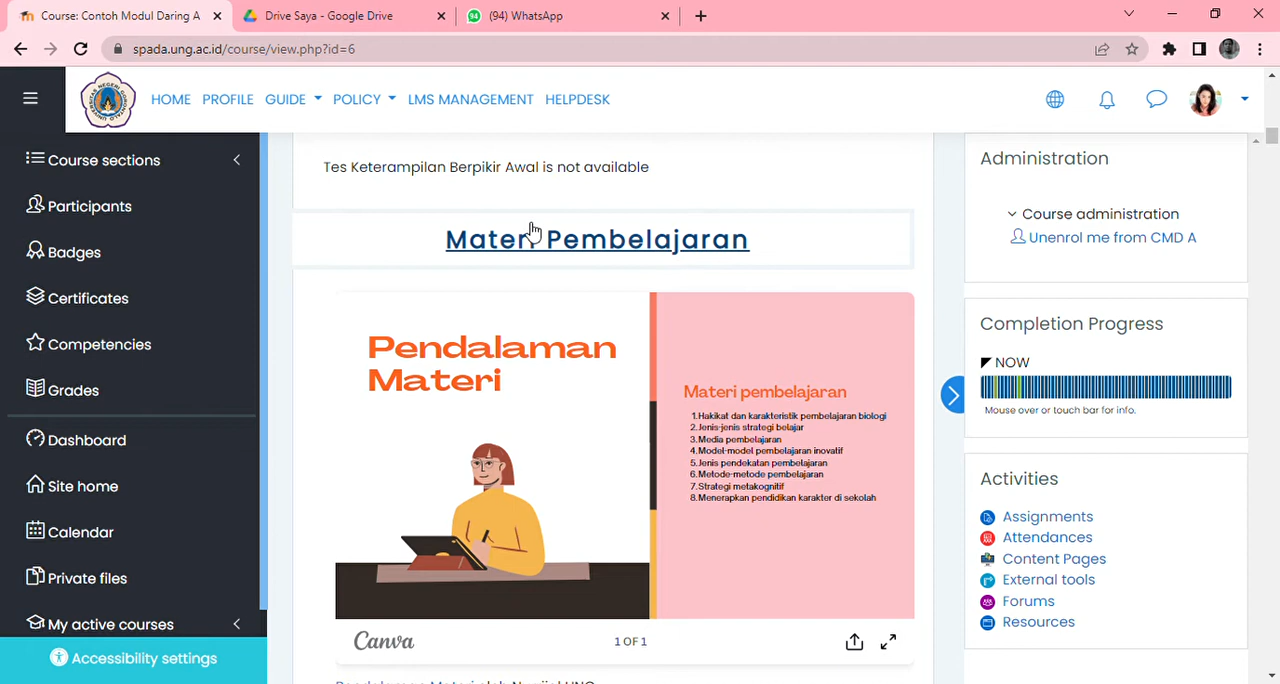 Course: Contoh Modul Daring A
Drive Saya - Google Drive
94
(94) WhatsApp
spada.ung.ac.id/course/view.php?id=6
HOME
PROFILE
GUIDE
POLICY
LMS MANAGEMENT
HELPDESK
Course sections
Participants
Badges
Certificates
Competencies
Grades
Dashboard
Site home
Calendar
Private files
My active courses
Accessibility settings
Tes Keterampilan Berpikir Awal is not available
Materi Pembelajaran
Pendalaman
Materi
Materi pembelajaran
1.Hakikat dan karakteristik pembelajaran biologi
2.Jenis-jenis strategi belajar
3.Media pembelajaran
4.Model-model pembelajaran inovatif
5.Jenis pendekatan pembelajaran
6.Metode-metode pembelajaran
7.Strategi metakognitif
8.Menerapkan pendidikan karakter di sekolah
Canva
1 OF 1
Administration
Course administration
Unenrol me from CMD A
Completion Progress
NOW
Mouse over or touch bar for info.
Activities
Assignments
Attendances
Content Pages
External tools
Forums
Resources